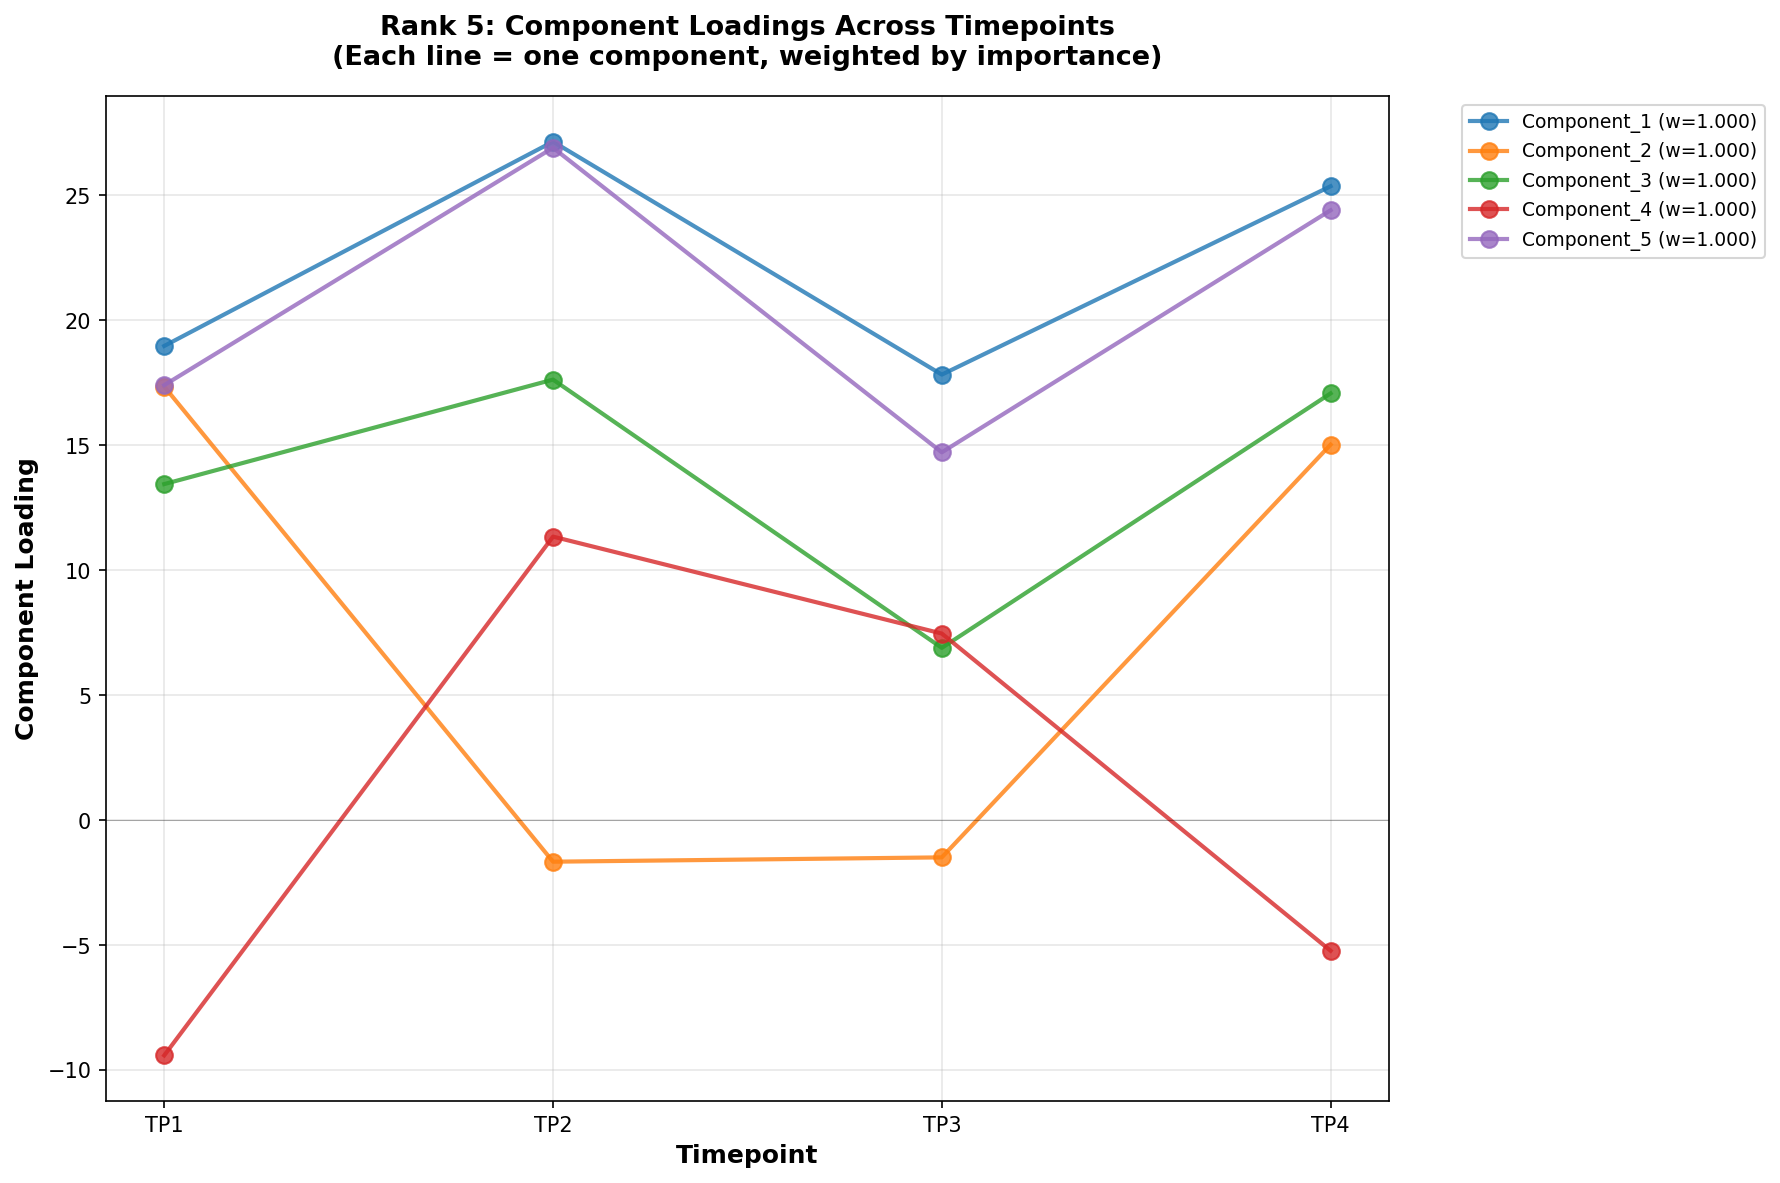 Rank 5: Component Loadings Across Timepoints
(Each line = one component, weighted by importance)
Component_1 (w=1.000)
Component_2 (w=1.000)
Component_3 (w=1.000)
Component_4 (w=1.000)
Component_5 (w=1.000)
Component Loading
25
20
15
10
5
0
−5
−10
TP1 TP2 TP3 TP4
Timepoint